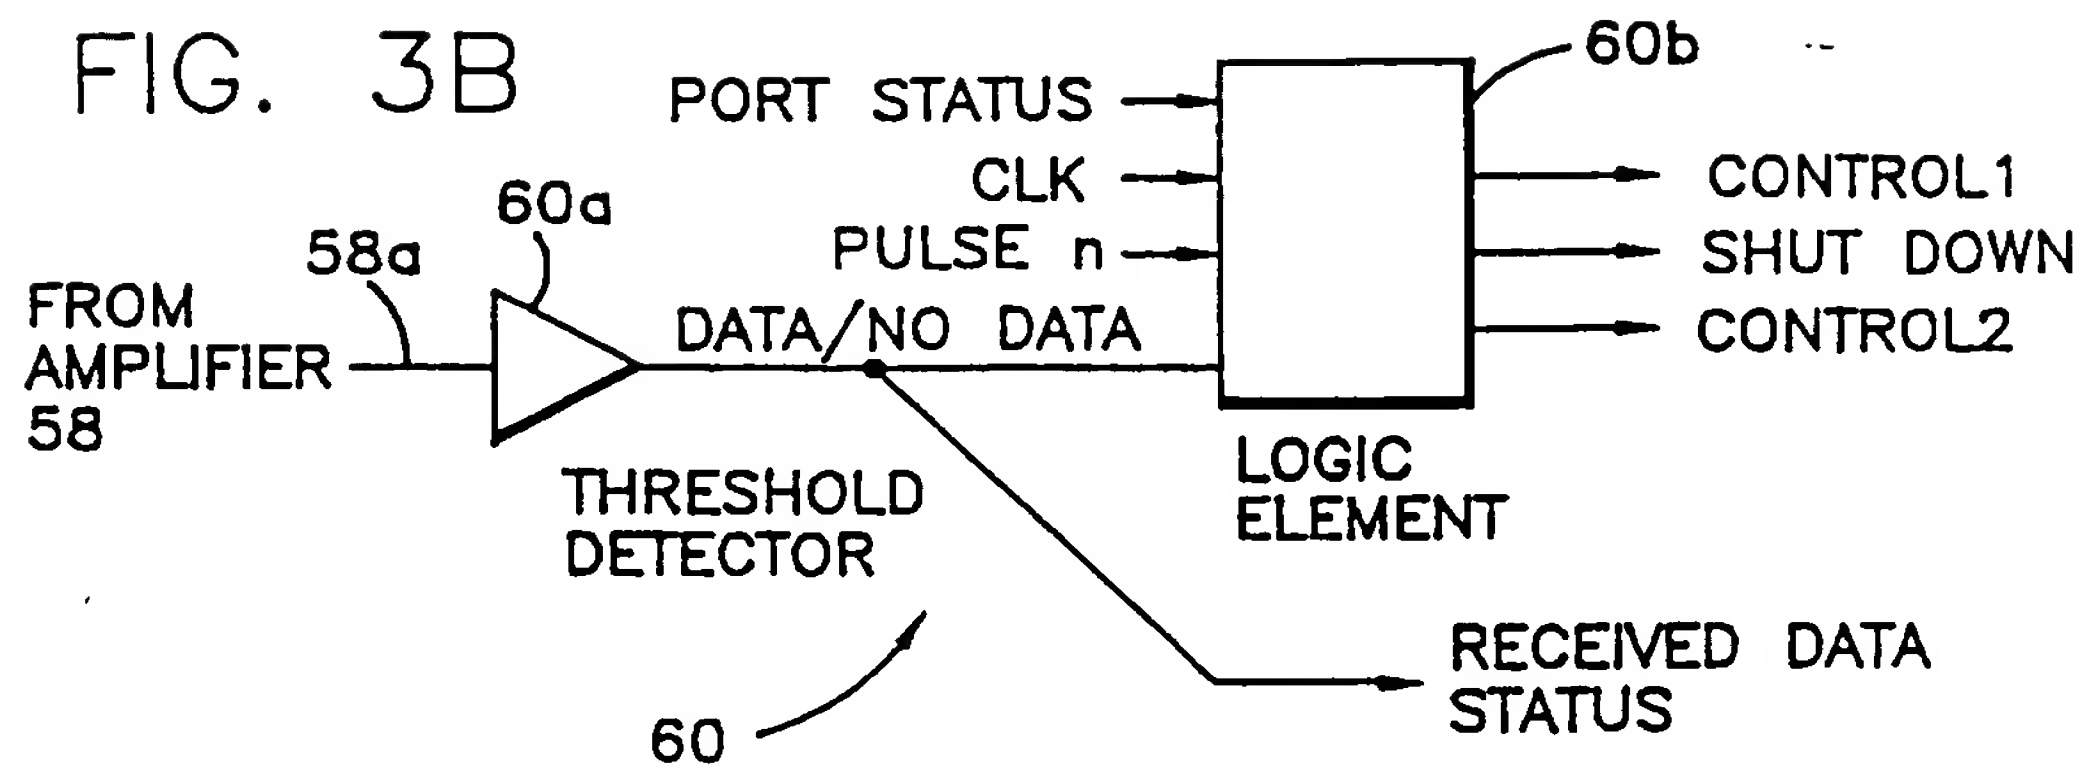 FIG. 3B
60b
PORT STATUS
CLK
CONTROL1
60a
PULSE n
SHUT DOWN
58a
FROM
AMPLIFIER
58
DATA/NO DATA
CONTROL2
THRESHOLD
DETECTOR
LOGIC
ELEMENT
RECEIVED DATA
STATUS
60